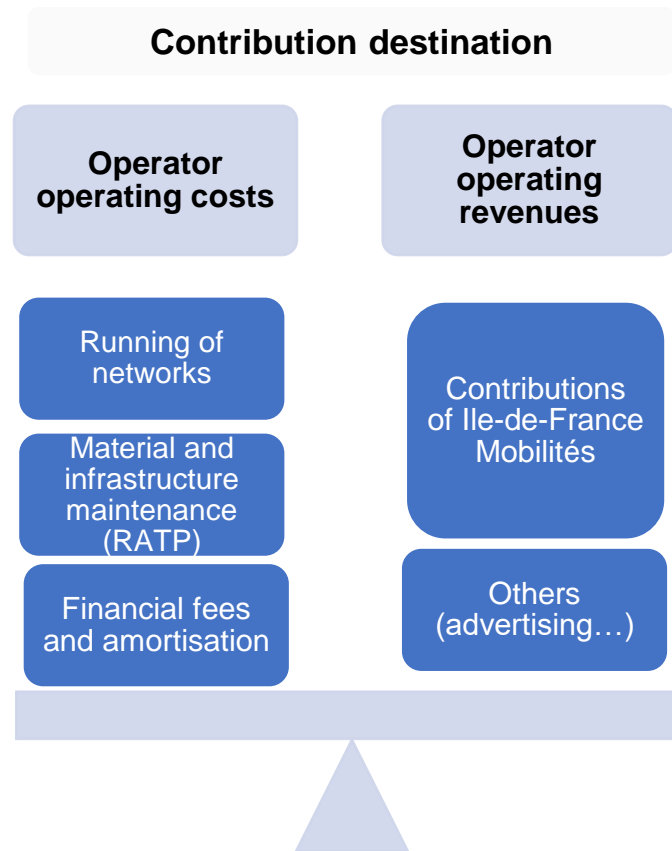 Contribution destination
Operator
operating costs
Operator
operating
revenues
Running of
networks
Material and
infrastructure
maintenance
(RATP)
Financial fees
and amortisation
Contributions
of Ile-de-France
Mobilités
Others
(advertising…)